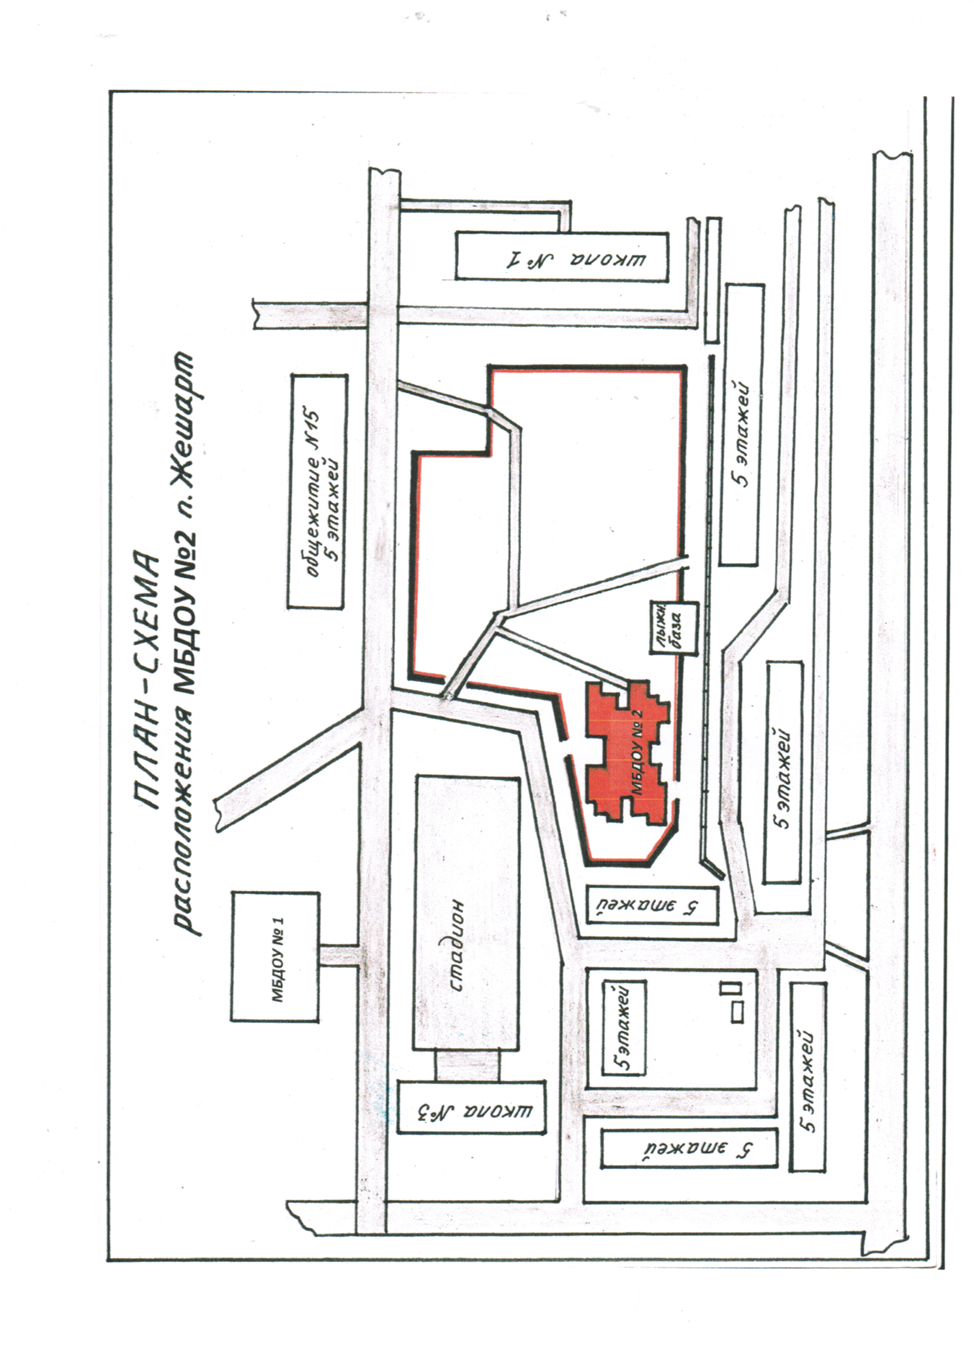 ПЛАН-СХЕМА
расположения МБДОУ №2 п. Жешарт
МБДОУ № 1
общежитие N15
5 этажей
школа №3
стадион
школа №1
5 этажей
5 этажей
5 этажей
МБДОУ № 2
лыжн.
база
5 этажей
5 этажей
5 этажей